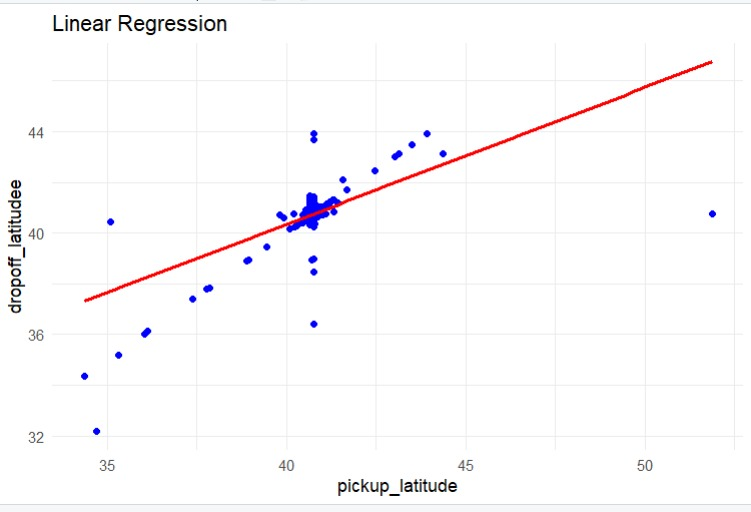 Linear Regression
44
40
36
32
dropoff_latitudee
35 40 45 50
pickup_latitude